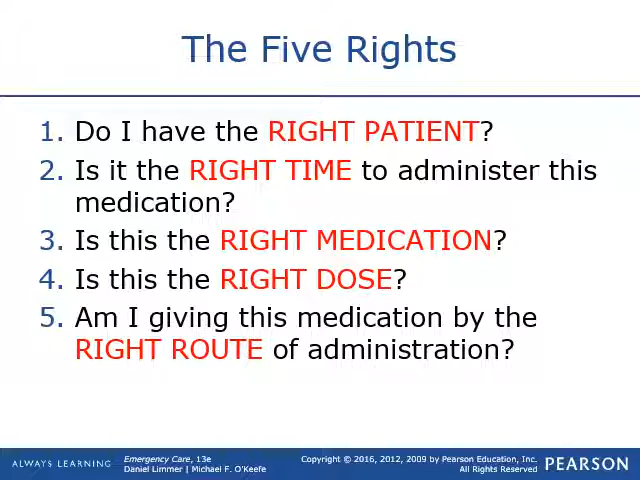 The Five Rights
1. Do I have the RIGHT PATIENT?
2. Is it the RIGHT TIME to administer this
medication?
3. Is this the RIGHT MEDICATION?
4. Is this the RIGHT DOSE?
5. Am I giving this medication by the
RIGHT ROUTE of administration?
ALWAYS LEARNING
Emergency Care, 13e
Daniel Limmer | Michael F. O'Keefe
Copyright © 2016, 2012, 2009 by Pearson Education, Inc.
All Rights Reserved
PEARSON